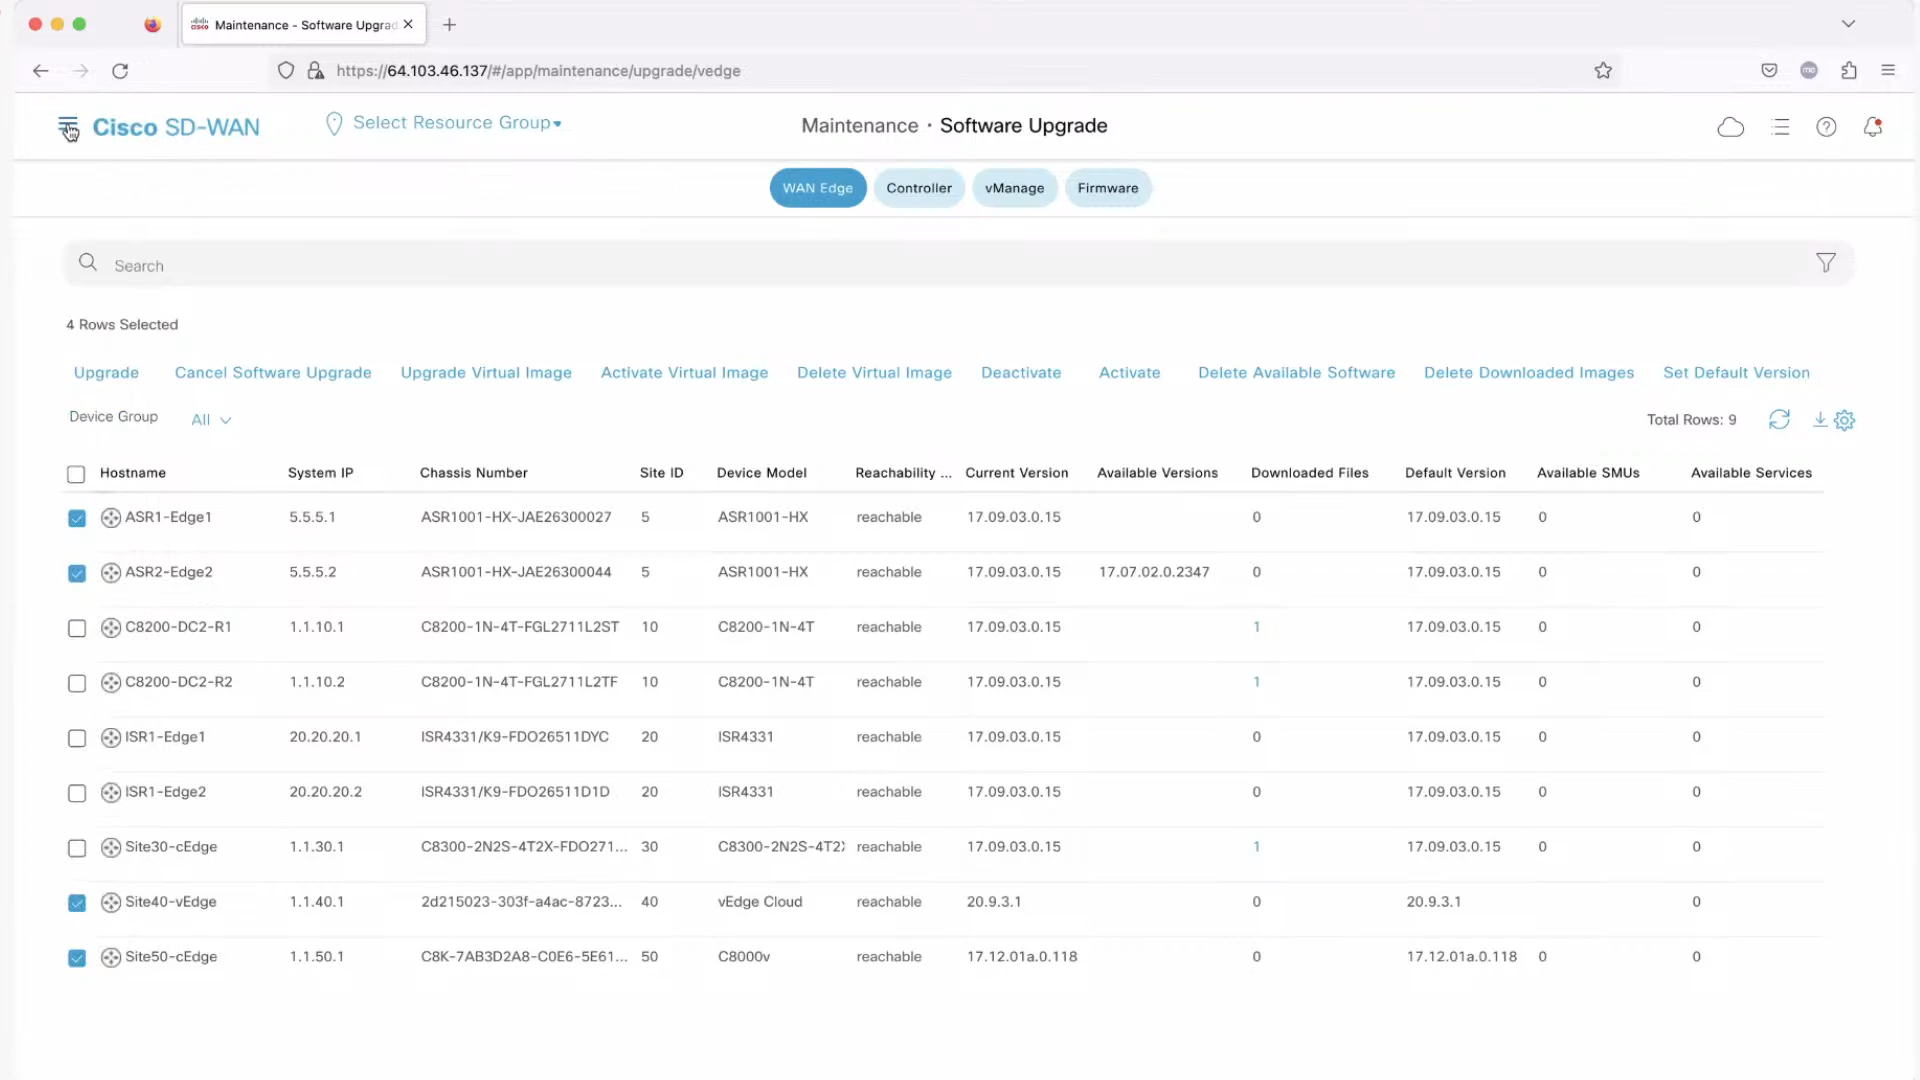 Maintenance - Software Upgrad
https://64.103.46.137/#/app/maintenance/upgrade/vedge
Cisco SD-WAN
Select Resource Group
Maintenance · Software Upgrade
WAN Edge Controller vManage Firmware
Search
4 Rows Selected
Upgrade Cancel Software Upgrade Upgrade Virtual Image Activate Virtual Image Delete Virtual Image Deactivate Activate Delete Available Software Delete Downloaded Images Set Default Version
Device Group All Total Rows: 9
Hostname System IP Chassis Number Site ID Device Model Reachability ... Current Version Available Versions Downloaded Files Default Version Available SMUs Available Services
ASR1-Edge1 5.5.5.1 ASR1001-HX-JAE26300027 5 ASR1001-HX reachable 17.09.03.0.15 0 17.09.03.0.15 0 0
ASR2-Edge2 5.5.5.2 ASR1001-HX-JAE26300044 5 ASR1001-HX reachable 17.09.03.0.15 17.07.02.0.2347 0 17.09.03.0.15 0 0
C8200-DC2-R1 1.1.10.1 C8200-1N-4T-FGL2711L2ST 10 C8200-1N-4T reachable 17.09.03.0.15 1 17.09.03.0.15 0 0
C8200-DC2-R2 1.1.10.2 C8200-1N-4T-FGL2711L2TF 10 C8200-1N-4T reachable 17.09.03.0.15 1 17.09.03.0.15 0 0
ISR1-Edge1 20.20.20.1 ISR4331/K9-FDO26511DYC 20 ISR4331 reachable 17.09.03.0.15 0 17.09.03.0.15 0 0
ISR1-Edge2 20.20.20.2 ISR4331/K9-FDO26511D1D 20 ISR4331 reachable 17.09.03.0.15 0 17.09.03.0.15 0 0
Site30-cEdge 1.1.30.1 C8300-2N2S-4T2X-FDO271... 30 C8300-2N2S-4T2X reachable 17.09.03.0.15 1 17.09.03.0.15 0 0
Site40-vEdge 1.1.40.1 2d215023-303f-a4ac-8723... 40 vEdge Cloud reachable 20.9.3.1 0 20.9.3.1 0
Site50-cEdge 1.1.50.1 C8K-7AB3D2A8-C0E6-5E61... 50 C8000v reachable 17.12.01a.0.118 0 17.12.01a.0.118 0 0